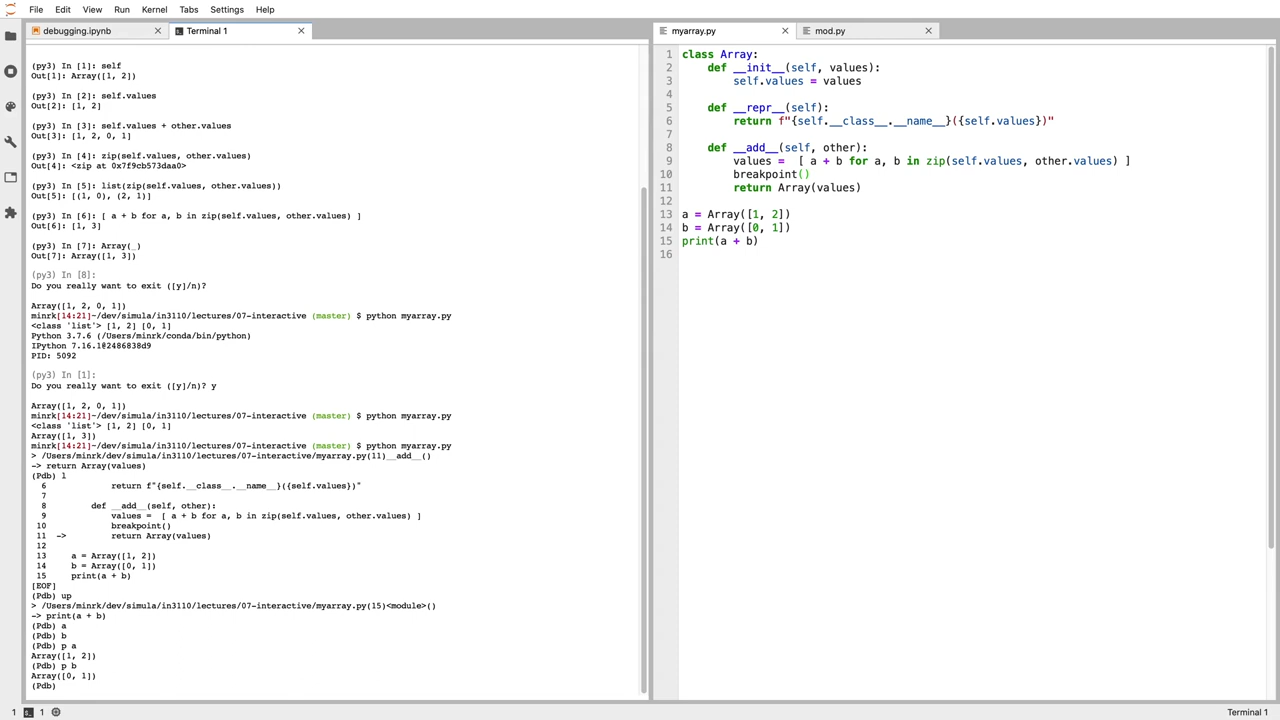 File Edit View Run Kernel Tabs Settings Help
debugging.ipynb
Terminal 1
(py3) In [1]: self
Out[1]: Array([1, 2])
(py3) In [2]: self.values
Out[2]: [1, 2]
(py3) In [3]: self.values + other.values
Out[3]: [1, 2, 0, 1]
(py3) In [4]: zip(self.values, other.values)
Out[4]: <zip at 0x7f9cb573daa0>
(py3) In [5]: list(zip(self.values, other.values))
Out[5]: [(1, 0), (2, 1)]
(py3) In [6]: [ a + b for a, b in zip(self.values, other.values) ]
Out[6]: [1, 3]
(py3) In [7]: Array(_)
Out[7]: Array([1, 3])
(py3) In [8]:
Do you really want to exit ([y]/n)?
Array([1, 2, 0, 1])
minrk[14:21]~/dev/simula/in3110/lectures/07-interactive (master) $ python myarray.py
<class 'list'> [1, 2] [0, 1]
Python 3.7.6 (/Users/minrk/conda/bin/python)
IPython 7.16.1@2486838d9
PID: 5092
(py3) In [1]:
Do you really want to exit ([y]/n)? y
Array([1, 2, 0, 1])
minrk[14:21]~/dev/simula/in3110/lectures/07-interactive (master) $ python myarray.py
<class 'list'> [1, 2] [0, 1]
Array([1, 3])
minrk[14:21]~/dev/simula/in3110/lectures/07-interactive (master) $ python myarray.py
> /Users/minrk/dev/simula/in3110/lectures/07-interactive/myarray.py(11)__add__()
-> return Array(values)
(Pdb) l
6 return f"{self.__class__.__name__}({self.values})"
7
8 def __add__(self, other):
9 values =  [ a + b for a, b in zip(self.values, other.values) ]
10 breakpoint()
11 -> return Array(values)
12
13 a = Array([1, 2])
14 b = Array([0, 1])
15 print(a + b)
[EOF]
(Pdb) up
> /Users/minrk/dev/simula/in3110/lectures/07-interactive/myarray.py(15)<module>()
-> print(a + b)
(Pdb) a
(Pdb) b
(Pdb) p a
Array([1, 2])
(Pdb) p b
Array([0, 1])
(Pdb)
myarray.py
mod.py
1 class Array:
2 def __init__(self, values):
3 self.values = values
4
5 def __repr__(self):
6 return f"{self.__class__.__name__}({self.values})"
7
8 def __add__(self, other):
9 values =  [ a + b for a, b in zip(self.values, other.values) ]
10 breakpoint()
11 return Array(values)
12
13 a = Array([1, 2])
14 b = Array([0, 1])
15 print(a + b)
16
1 1
Terminal 1